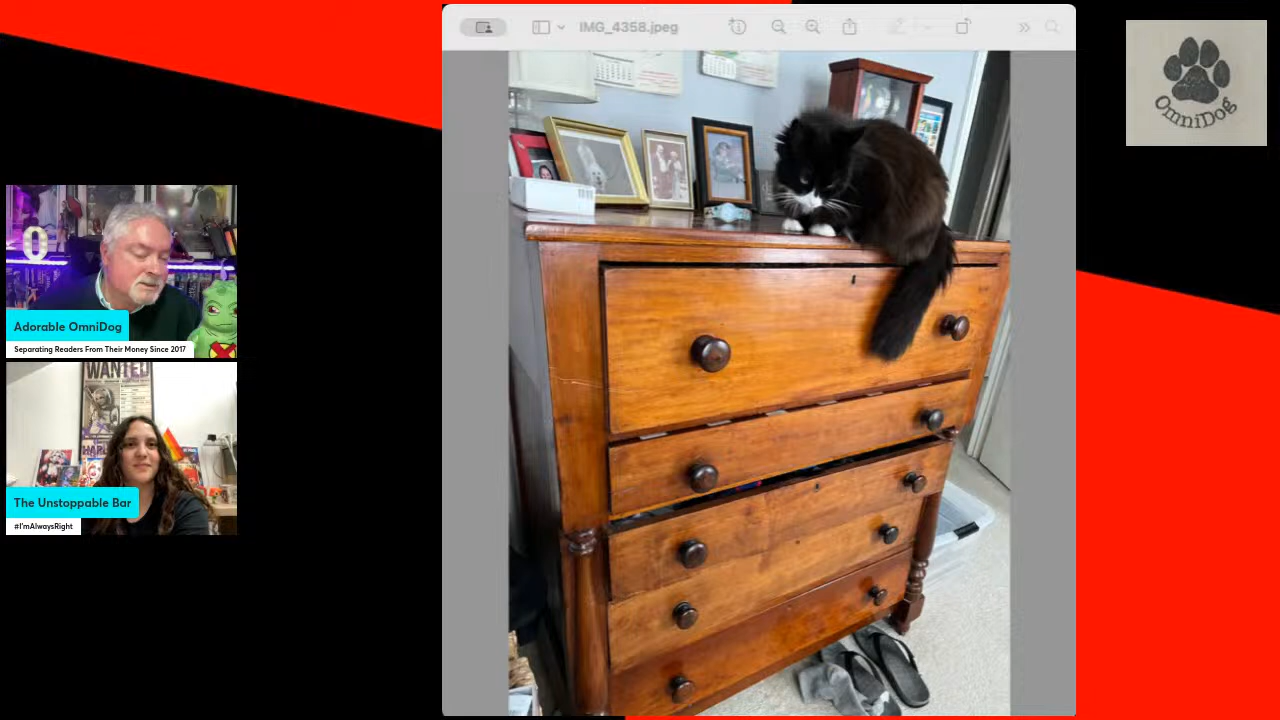 IMG_4358.jpeg
OmniDog
O
Adorable OmniDog
Separating Readers From Their Money Since 2017
WANTED
The Unstoppable Bar
#I'mAlwaysRight